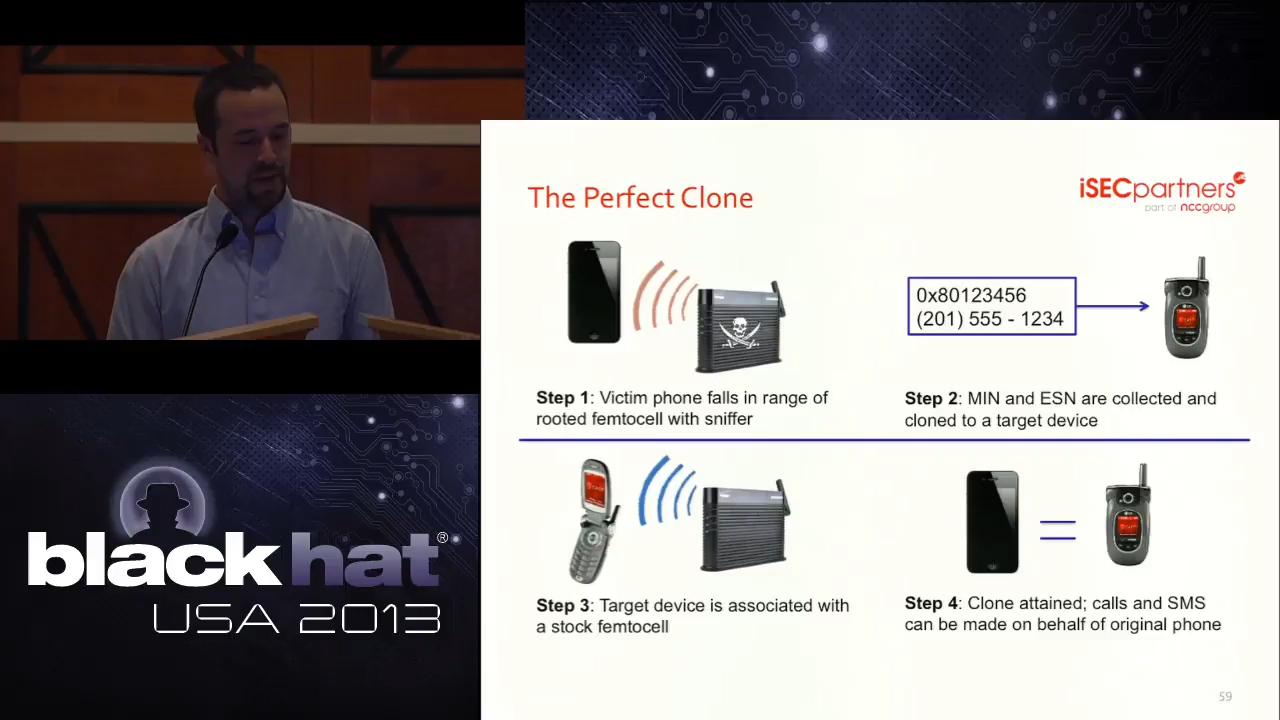 The Perfect Clone
iSECpartners
part of nccgroup
0x80123456
(201) 555 - 1234
Step 1: Victim phone falls in range of
rooted femtocell with sniffer
Step 2: MIN and ESN are collected and
cloned to a target device
Step 3: Target device is associated with
a stock femtocell
Step 4: Clone attained; calls and SMS
can be made on behalf of original phone
59
blackhat®
USA 2013